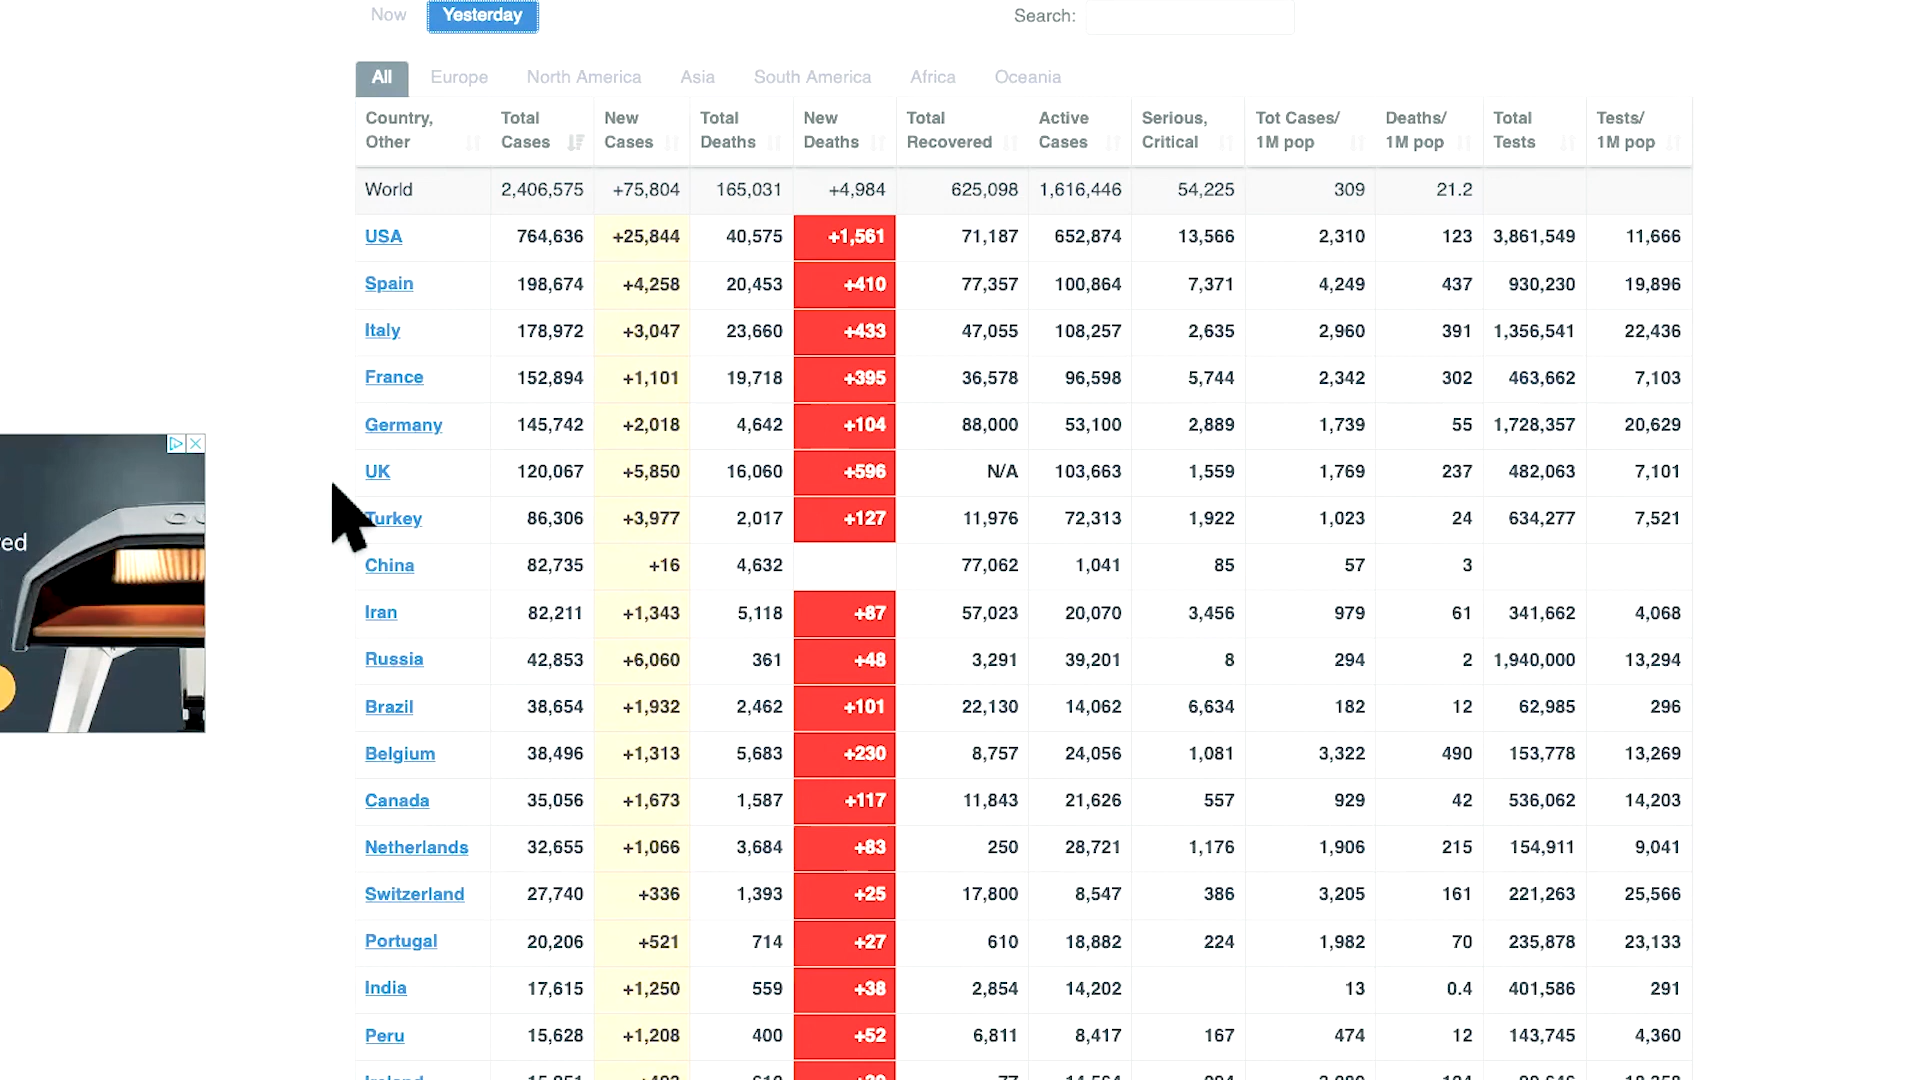 Now Yesterday Search:
All Europe North America Asia South America Africa Oceania
Country, Total New Total New Total Active Serious, Tot Cases/ Deaths/ Total Tests/
Other Cases Cases Deaths Deaths Recovered Cases Critical 1M pop 1M pop Tests 1M pop
World 2,406,575 +75,804 165,031 +4,984 625,098 1,616,446 54,225 309 21.2
USA 764,636 +25,844 40,575 +1,561 71,187 652,874 13,566 2,310 123 3,861,549 11,666
Spain 198,674 +4,258 20,453 +410 77,357 100,864 7,371 4,249 437 930,230 19,896
Italy 178,972 +3,047 23,660 +433 47,055 108,257 2,635 2,960 391 1,356,541 22,436
France 152,894 +1,101 19,718 +395 36,578 96,598 5,744 2,342 302 463,662 7,103
Germany 145,742 +2,018 4,642 +104 88,000 53,100 2,889 1,739 55 1,728,357 20,629
UK 120,067 +5,850 16,060 +596 N/A 103,663 1,559 1,769 237 482,063 7,101
Turkey 86,306 +3,977 2,017 +127 11,976 72,313 1,922 1,023 24 634,277 7,521
red
China 82,735 +16 4,632 77,062 1,041 85 57 3
Iran 82,211 +1,343 5,118 +87 57,023 20,070 3,456 979 61 341,662 4,068
Russia 42,853 +6,060 361 +48 3,291 39,201 8 294 2 1,940,000 13,294
Brazil 38,654 +1,932 2,462 +101 22,130 14,062 6,634 182 12 62,985 296
Belgium 38,496 +1,313 5,683 +230 8,757 24,056 1,081 3,322 490 153,778 13,269
Canada 35,056 +1,673 1,587 +117 11,843 21,626 557 929 42 536,062 14,203
Netherlands 32,655 +1,066 3,684 +83 250 28,721 1,176 1,906 215 154,911 9,041
Switzerland 27,740 +336 1,393 +25 17,800 8,547 386 3,205 161 221,263 25,566
Portugal 20,206 +521 714 +27 610 18,882 224 1,982 70 235,878 23,133
India 17,615 +1,250 559 +38 2,854 14,202 13 0.4 401,586 291
Peru 15,628 +1,208 400 +52 6,811 8,417 167 474 12 143,745 4,360